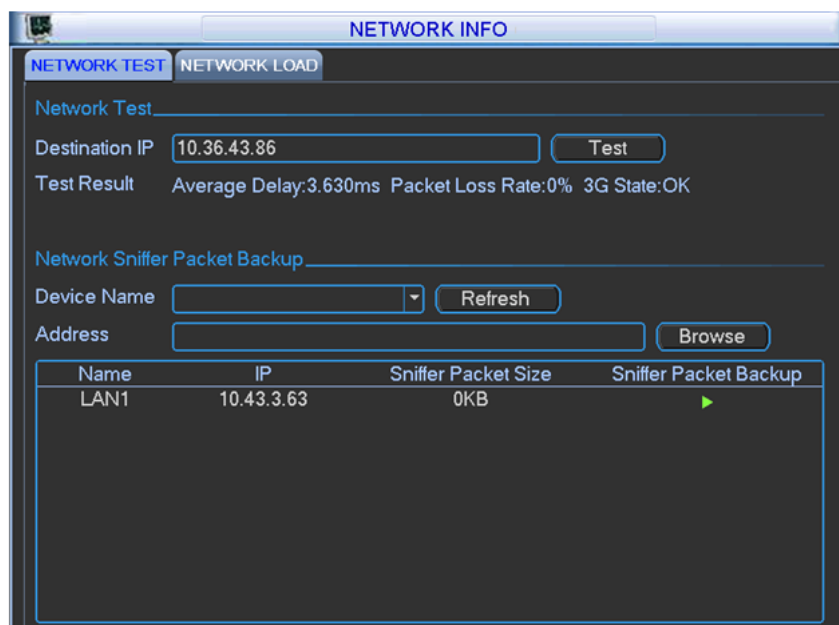 NETWORK INFO
NETWORK TEST NETWORK LOAD
Network Test
Destination IP 10.36.43.86 Test
Test Result Average Delay:3.630ms Packet Loss Rate:0% 3G State:OK
Network Sniffer Packet Backup
Device Name Refresh
Address Browse
Name IP Sniffer Packet Size Sniffer Packet Backup
LAN1 10.43.3.63 0KB